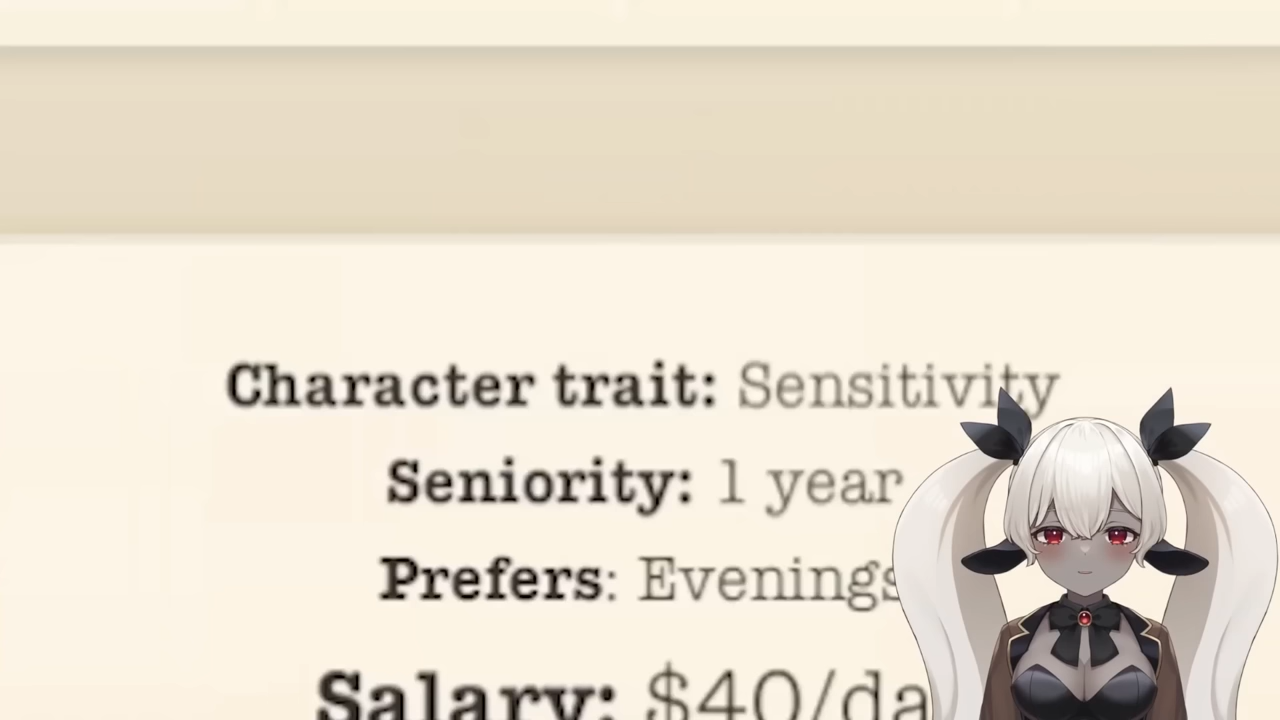 Character trait: Sensitivity
Seniority: 1 year
Prefers: Evenings
Salary: $40/da